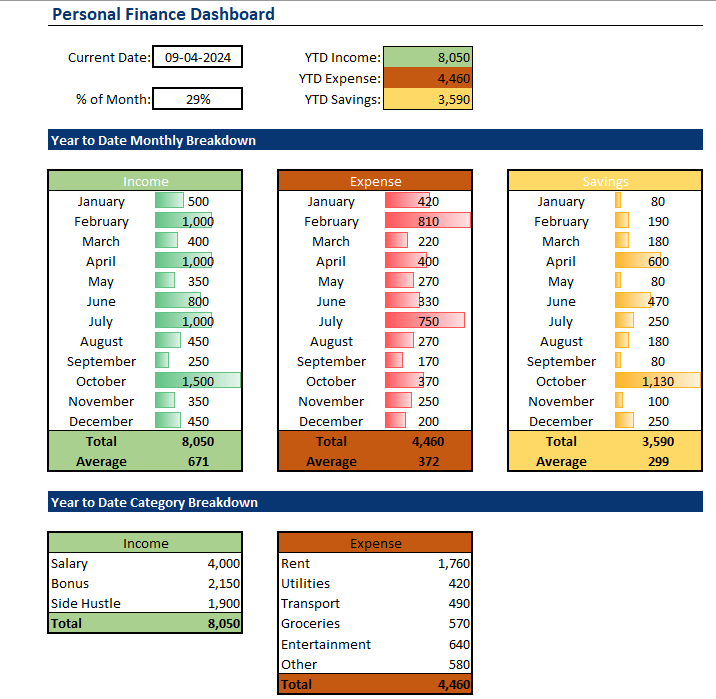 Personal Finance Dashboard
Current Date: 09-04-2024 YTD Income: 8,050
YTD Expense: 4,460
% of Month: 29% YTD Savings: 3,590
Year to Date Monthly Breakdown
Income Expense Savings
January 500 January 420 January 80
February 1,000 February 810 February 190
March 400 March 220 March 180
April 1,000 April 400 April 600
May 350 May 270 May 80
June 800 June 330 June 470
July 1,000 July 750 July 250
August 450 August 270 August 180
September 250 September 170 September 80
October 1,500 October 370 October 1,130
November 350 November 250 November 100
December 450 December 200 December 250
Total 8,050 Total 4,460 Total 3,590
Average 671 Average 372 Average 299
Year to Date Category Breakdown
Income Expense
Salary 4,000 Rent 1,760
Bonus 2,150 Utilities 420
Side Hustle 1,900 Transport 490
Total 8,050 Groceries 570
Entertainment 640
Other 580
Total 4,460